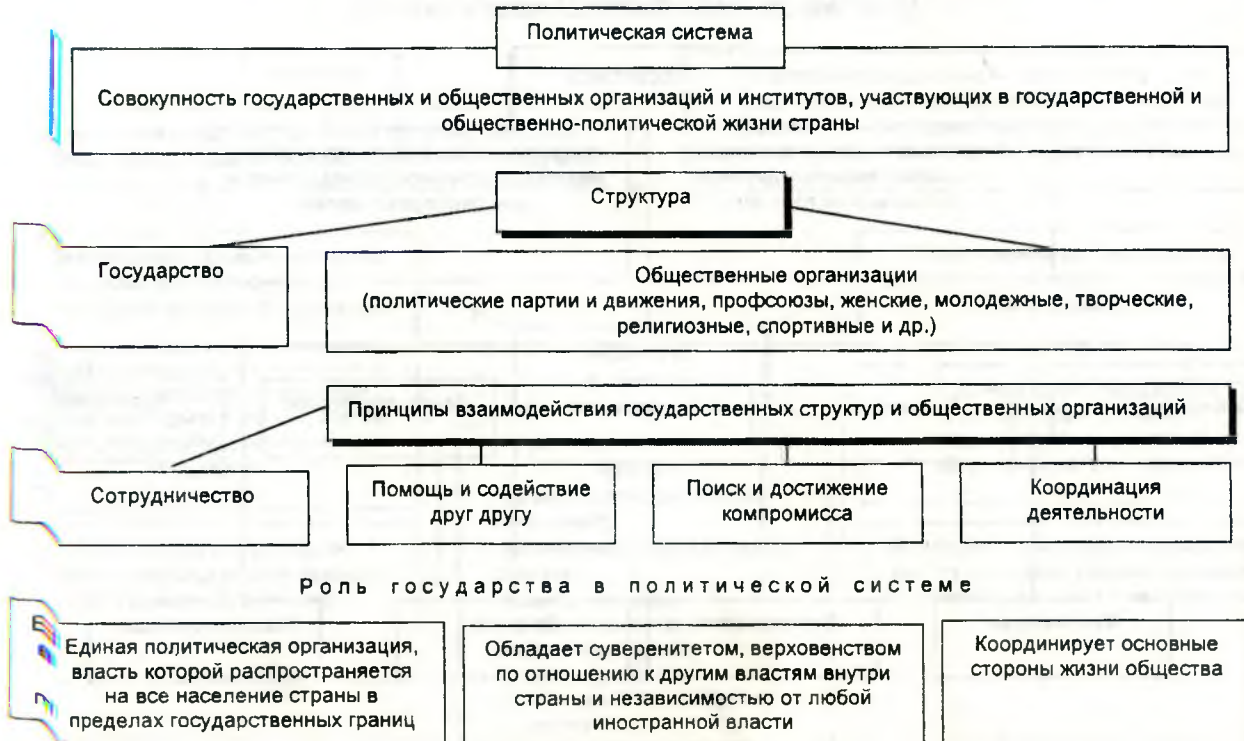 Политическая система
Совокупность государственных и общественных организаций и институтов, участвующих в государственной и
общественно-политической жизни страны
Структура
Государство
Общественные организации
(политические партии и движения, профсоюзы, женские, молодежные, творческие,
религиозные, спортивные и др.)
Принципы взаимодействия государственных структур и общественных организаций
Сотрудничество
Помощь и содействие
друг другу
Поиск и достижение
компромисса
Координация
деятельности
Роль государства в политической системе
Единая политическая организация,
власть которой распространяется
на все население страны в
пределах государственных границ
Обладает суверенитетом, верховенством
по отношению к другим властям внутри
страны и независимостью от любой
иностранной власти
Координирует основные
стороны жизни общества